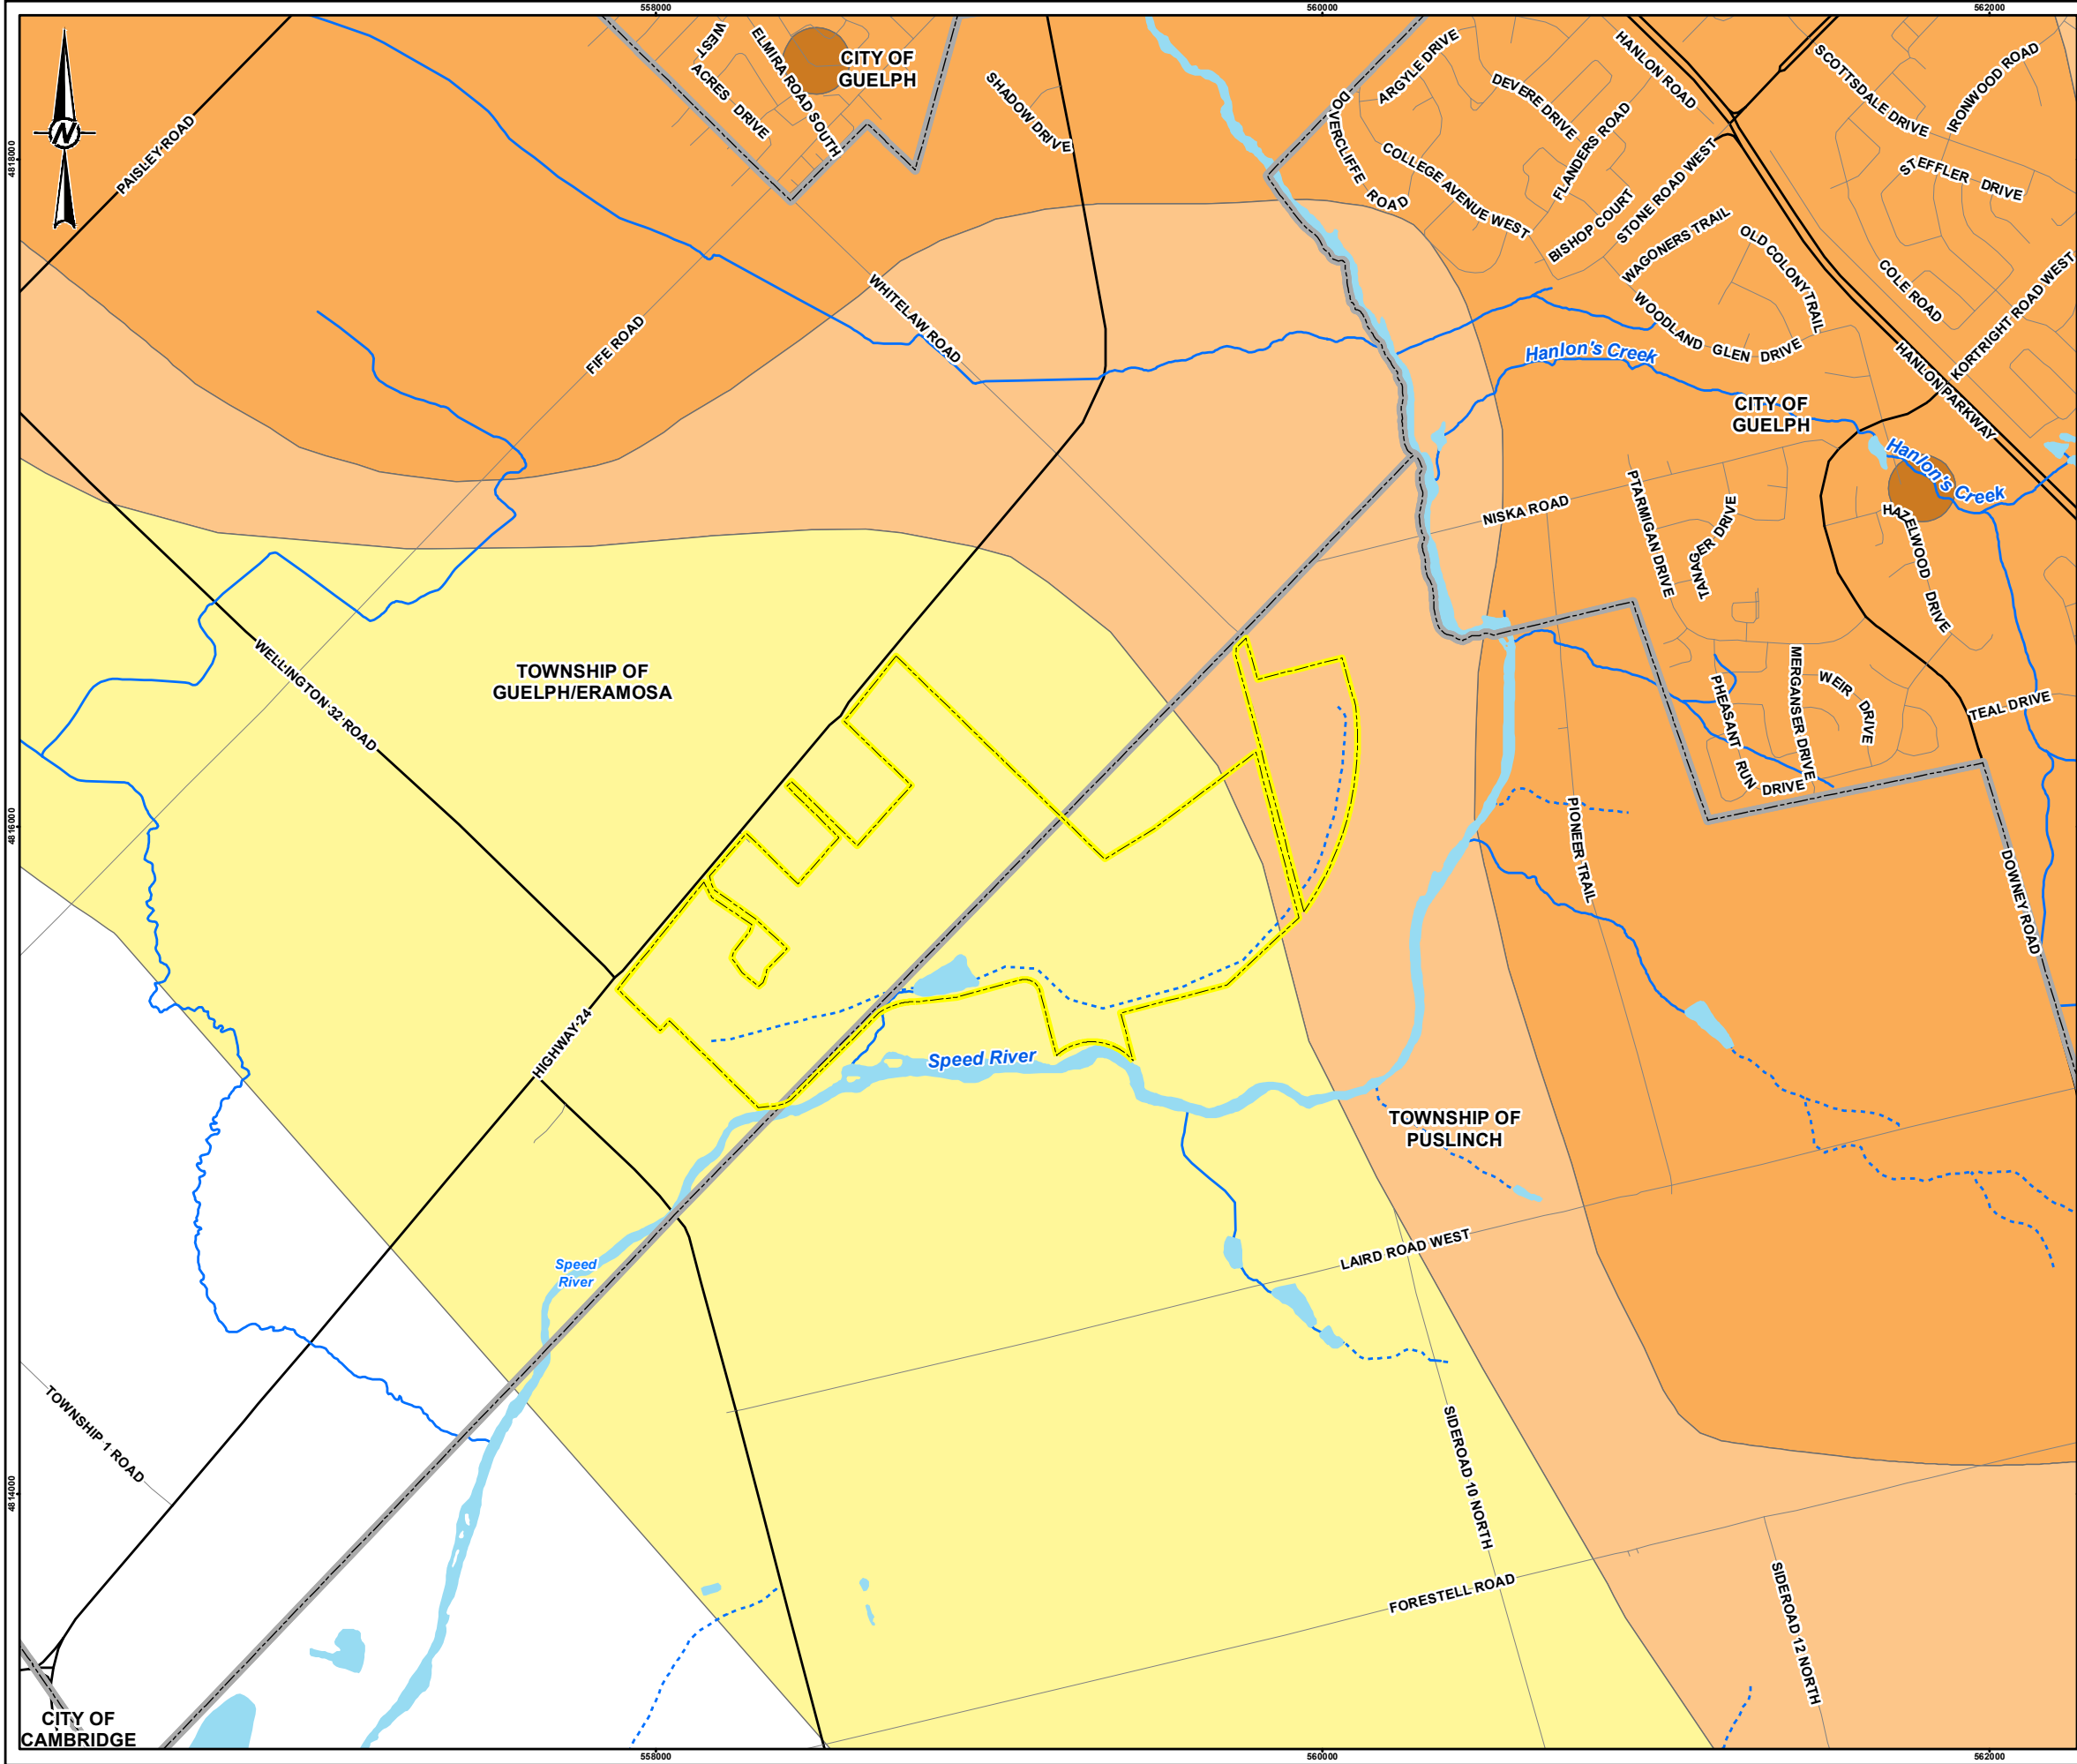 558000
560000
562000
4818000
4816000
4814000
N
PAISLEY ROAD
WEST
ACRES DRIVE
ELMIRA ROAD SOUTH
CITY OF
GUELPH
SHADOW DRIVE
ARGYLE DRIVE
DOVERCLIFFE ROAD
DEVERE DRIVE
FLANDERS ROAD
COLLEGE AVENUE WEST
BISHOP COURT
STONE ROAD WEST
HANLON ROAD
SCOTTSDALE DRIVE
IRONWOOD ROAD
STEFFLER DRIVE
WAGONERS TRAIL
OLD COLONY TRAIL
COLE ROAD
KORTRIGHT ROAD WEST
WOODLAND GLEN DRIVE
HANLON PARKWAY
FIFE ROAD
WHITELAW ROAD
Hanlon's Creek
CITY OF
GUELPH
Hanlon's Creek
NISKA ROAD
PTARMIGAN DRIVE
TANAGER DRIVE
HAZELWOOD DRIVE
WELLINGTON 32 ROAD
TOWNSHIP OF
GUELPH/ERAMOSA
PHEASANT RUN DRIVE
MERGANSER DRIVE
WEIR DRIVE
TEAL DRIVE
PIONEER TRAIL
DOWNEY ROAD
HIGHWAY 24
Speed River
TOWNSHIP OF
PUSLINCH
LAIRD ROAD WEST
Speed
River
TOWNSHIP 1 ROAD
SIDEROAD 10 NORTH
FORESTELL ROAD
SIDEROAD 12 NORTH
CITY OF
CAMBRIDGE
558000
560000
562000